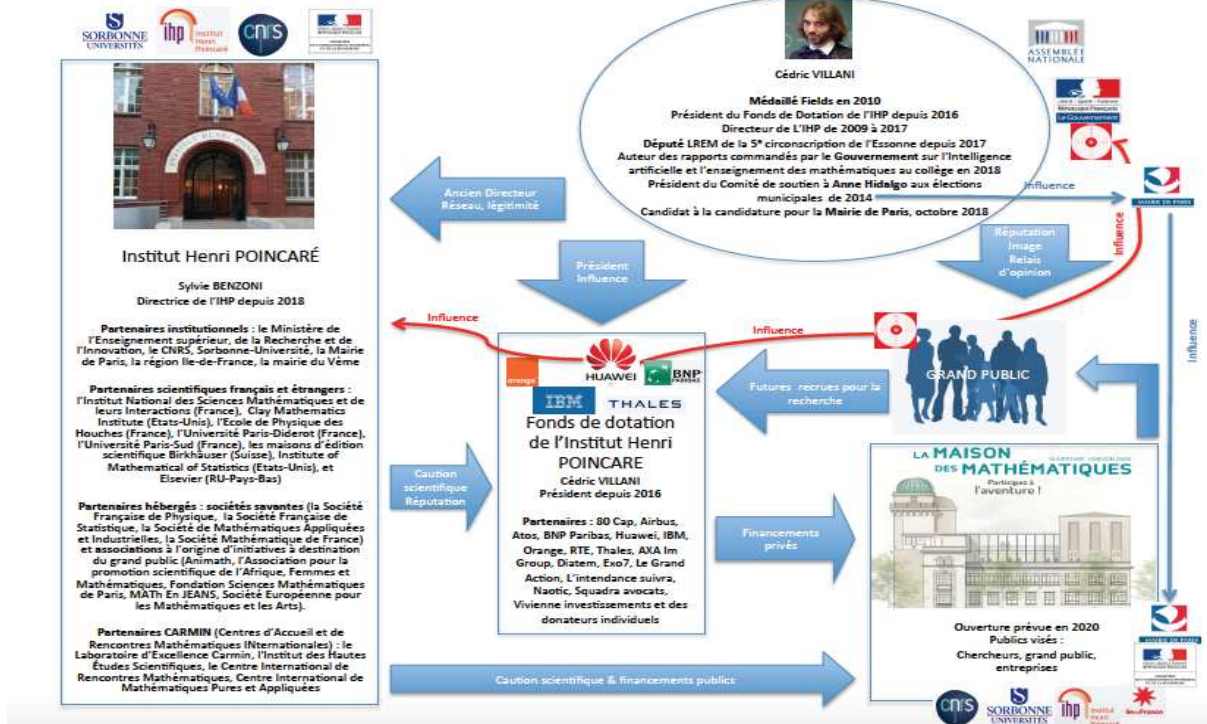 SORBONNE
UNIVERSITÉS
ihp
Institut
Henri
Poincaré
cnrs
INSTITUT HENRI POINCARÉ
Institut Henri POINCARÉ
Sylvie BENZONI
Directrice de l'IHP depuis 2018
Partenaires institutionnels : le Ministère de
l'Enseignement supérieur, de la Recherche et de
l'Innovation, le CNRS, Sorbonne-Université, la Mairie
de Paris, la région Ile-de-France, la mairie du Vème
Partenaires scientifiques français et étrangers :
l'Institut National des Sciences Mathématiques et de
leurs Interactions (France), Clay Mathematics
Institute (Etats-Unis), l'Ecole de Physique des
Houches (France), l'Université Paris-Diderot (France),
l'Université Paris-Sud (France), les maisons d'édition
scientifique Birkhäuser (Suisse), Institute of
Mathematical of Statistics (Etats-Unis), et
Elsevier (RU-Pays-Bas)
Partenaires hébergés : sociétés savantes (la Société
Française de Physique, la Société Française de
Statistique, la Société de Mathématiques Appliquées
et Industrielles, la Société Mathématique de France)
et associations à l'origine d'initiatives à destination
du grand public (Animath, l'Association pour la
promotion scientifique de l'Afrique, Femmes et
Mathématiques, Fondation Sciences Mathématiques
de Paris, MATh En JEANS, Société Européenne pour
les Mathématiques et les Arts).
Partenaires CARMIN (Centres d'Accueil et de
Rencontres Mathématiques INternationales) : le
Laboratoire d'Excellence Carmin, l'Institut des Hautes
Études Scientifiques, le Centre International de
Rencontres Mathématiques, Centre International de
Mathématiques Pures et Appliquées
Cédric VILLANI
Médaillé Fields en 2010
Président du Fonds de Dotation de l'IHP depuis 2016
Directeur de L'IHP de 2009 à 2017
Député LREM de la 5e circonscription de l'Essonne depuis 2017
Auteur des rapports commandés par le Gouvernement sur l'Intelligence
artificielle et l'enseignement des mathématiques au collège en 2018
Président du Comité de soutien à Anne Hidalgo aux élections
municipales de 2014
Candidat à la candidature pour la Mairie de Paris, octobre 2018
ASSEMBLÉE
NATIONALE
Le Gouvernement
Influence
MAIRIE DE PARIS
Influence
Influence
Ancien Directeur
Réseau, légitimité
Président
Influence
Réputation
Image
Relais
d'opinion
Influence
Influence
orange
HUAWEI
BNP
PARIBAS
IBM
THALES
Futures recrues pour la
recherche
GRAND PUBLIC
Fonds de dotation
de l'Institut Henri
POINCARE
Cédric VILLANI
Président depuis 2016
Partenaires : 80 Cap, Airbus,
Atos, BNP Paribas, Huawei, IBM,
Orange, RTE, Thales, AXA Im
Group, Diatem, Exo7, Le Grand
Action, L'intendance suivra,
Naotic, Squadra avocats,
Vivienne investissements et des
donateurs individuels
Caution
scientifique
Réputation
Financements
privés
Caution scientifique & financements publics
LA MAISON
DES MATHÉMATIQUES
OUVERTURE : HORIZON 2020
Participez à
l'aventure !
Ouverture prévue en 2020
Publics visés :
Chercheurs, grand public,
entreprises
MAIRIE DE PARIS
cnrs
SORBONNE
UNIVERSITÉS
ihp
Institut
Henri
Poincaré
îledeFrance